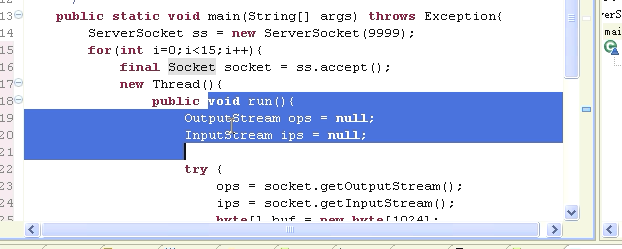 13 public static void main(String[] args) throws Exception{
14 ServerSocket ss = new ServerSocket(9999);
15 for(int i=0;i<15;i++){
16 final Socket socket = ss.accept();
17 new Thread(){
18 public void run(){
19 OutputStream ops = null;
20 InputStream ips = null;
21
22 try {
23 ops = socket.getOutputStream();
24 ips = socket.getInputStream();
25 byte[] buf = new byte[1024];
erS
mai